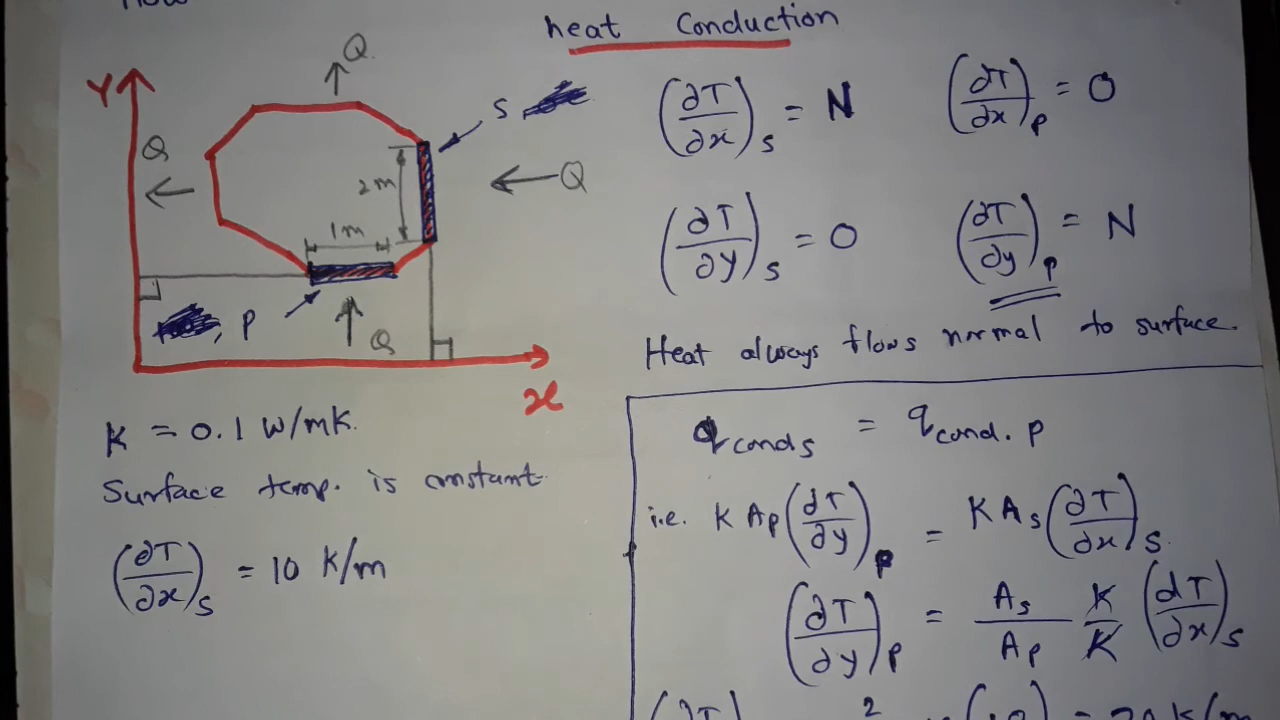 heat Conduction
Y
Q
Q
S
2m
Q
1m
P
Q
x
K = 0.1 W/mK.
Surface temp. is constant.
(∂T/∂x)s = 10 K/m
(∂T/∂x)s = N (∂T/∂x)p = 0
(∂T/∂y)s = 0 (∂T/∂y)p = N
Heat always flows normal to surface.
qconds = qcond. p
i.e. K Ap (∂T/∂y)p = K As (∂T/∂x)s
(∂T/∂y)p = As/Ap K/K (∂T/∂x)s